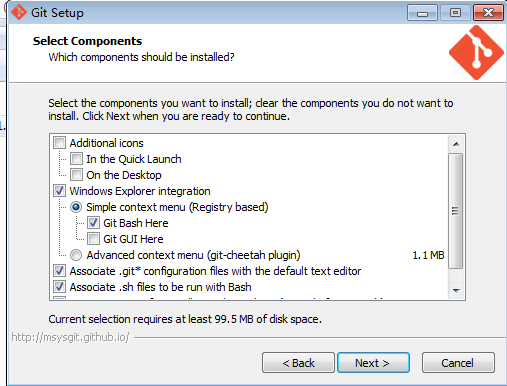 Git Setup
Select Components
Which components should be installed?
Select the components you want to install; clear the components you do not want to
install. Click Next when you are ready to continue.
Additional icons
In the Quick Launch
On the Desktop
Windows Explorer integration
Simple context menu (Registry based)
Git Bash Here
Git GUI Here
Advanced context menu (git-cheetah plugin) 1.1 MB
Associate .git* configuration files with the default text editor
Associate .sh files to be run with Bash
Current selection requires at least 99.5 MB of disk space.
http://msysgit.github.io/
< Back Next > Cancel